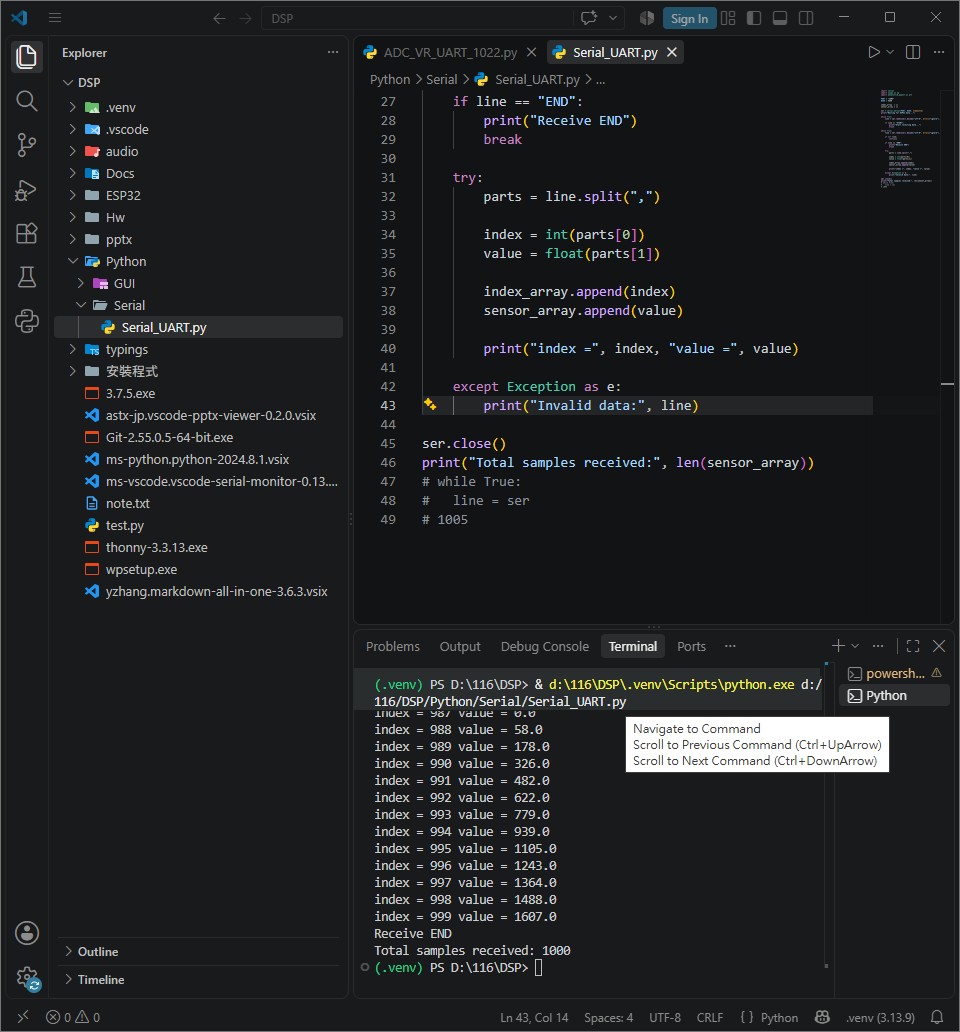 DSP
Sign In
Explorer
DSP
.venv
.vscode
audio
Docs
ESP32
Hw
pptx
Python
GUI
Serial
Serial_UART.py
typings
安裝程式
3.7.5.exe
astx-jp.vscode-pptx-viewer-0.2.0.vsix
Git-2.55.0.5-64-bit.exe
ms-python.python-2024.8.1.vsix
ms-vscode.vscode-serial-monitor-0.13....
note.txt
test.py
thonny-3.3.13.exe
wpsetup.exe
yzhang.markdown-all-in-one-3.6.3.vsix
Outline
Timeline
ADC_VR_UART_1022.py
Serial_UART.py
Python > Serial > Serial_UART.py > ...
27 if line == "END":
28 print("Receive END")
29 break
30
31 try:
32 parts = line.split(",")
33
34 index = int(parts[0])
35 value = float(parts[1])
36
37 index_array.append(index)
38 sensor_array.append(value)
39
40 print("index =", index, "value =", value)
41
42 except Exception as e:
43 print("Invalid data:", line)
44
45 ser.close()
46 print("Total samples received:", len(sensor_array))
47 # while True:
48 #   line = ser
49 # 1005
Problems Output Debug Console Terminal Ports
(.venv) PS D:\116\DSP> & d:\116\DSP\.venv\Scripts\python.exe d:/
116/DSP/Python/Serial/Serial_UART.py
index = 987 value = 0.0
index = 988 value = 58.0
index = 989 value = 178.0
index = 990 value = 326.0
index = 991 value = 482.0
index = 992 value = 622.0
index = 993 value = 779.0
index = 994 value = 939.0
index = 995 value = 1105.0
index = 996 value = 1243.0
index = 997 value = 1364.0
index = 998 value = 1488.0
index = 999 value = 1607.0
Receive END
Total samples received: 1000
(.venv) PS D:\116\DSP>
Navigate to Command
Scroll to Previous Command (Ctrl+UpArrow)
Scroll to Next Command (Ctrl+DownArrow)
powersh...
Python
0 0
Ln 43, Col 14 Spaces: 4 UTF-8 CRLF { } Python .venv (3.13.9)